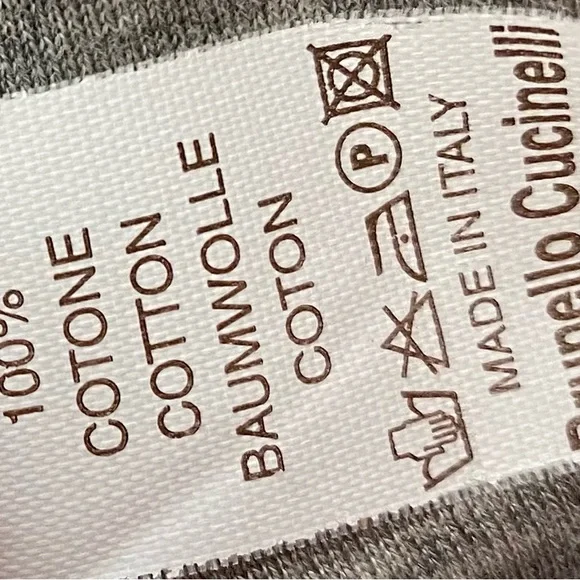 100%
COTONE
COTTON
BAUMWOLLE
COTON
P
MADE IN ITALY
Brunello Cucinelli